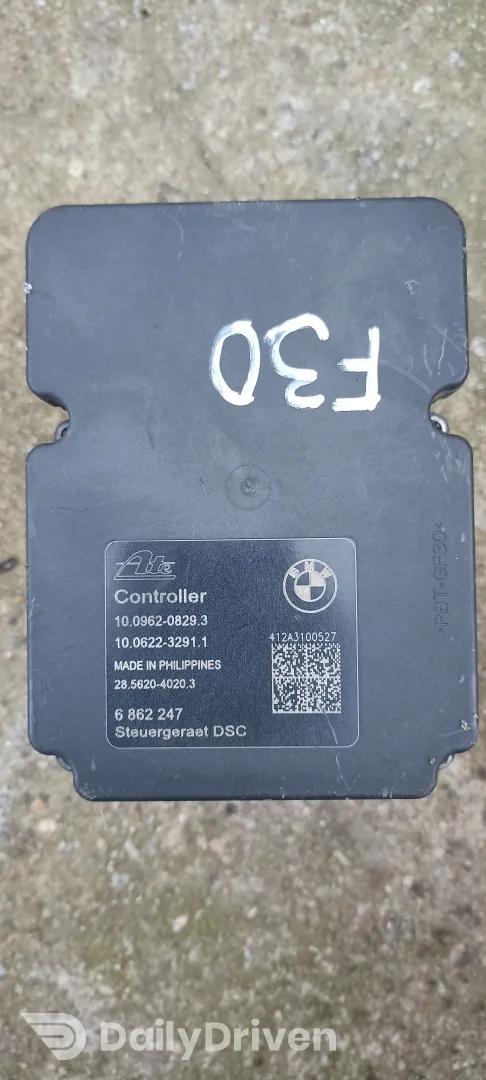 F30
>PBT-GF30<
Ate
BMW
Controller
10.0962-0829.3
10.0622-3291.1
412A3100527
MADE IN PHILIPPINES
28.5620-4020.3
6 862 247
Steuergeraet DSC
DailyDriven